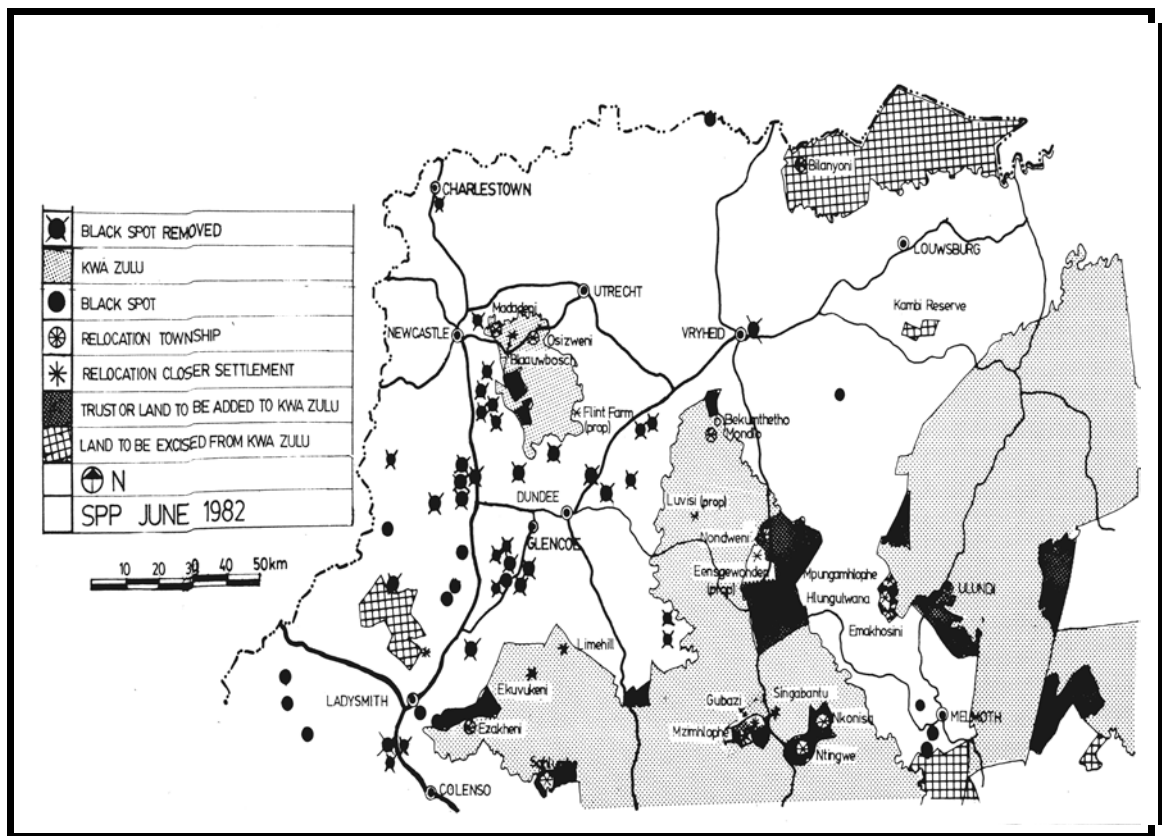 BLACK SPOT REMOVED
KWA ZULU
BLACK SPOT
RELOCATION TOWNSHIP
RELOCATION CLOSER SETTLEMENT
TRUST OR LAND TO BE ADDED TO KWA ZULU
LAND TO BE EXCISED FROM KWA ZULU
N
SPP JUNE 1982
10 20 30 40 50km
Bilanyoni
CHARLESTOWN
LOUWSBURG
UTRECHT
Madadeni
Kambi Reserve
NEWCASTLE
Osizweni
VRYHEID
Blaauwbosch
Flint Farm
(prop)
Bekumthetho
Mondlo
DUNDEE
Luvisi (prop)
GLENCOE
Nondweni
Eensgewonden
(prop)
Mpungamhlophe
Hlungulwana
ULUNDI
Emakhosini
Limehill
Ekuvukeni
LADYSMITH
Gubazi
Singabantu
Ezakheni
Mzimhlophe
Nkonisa
MELMOTH
Ntingwe
COLENSO